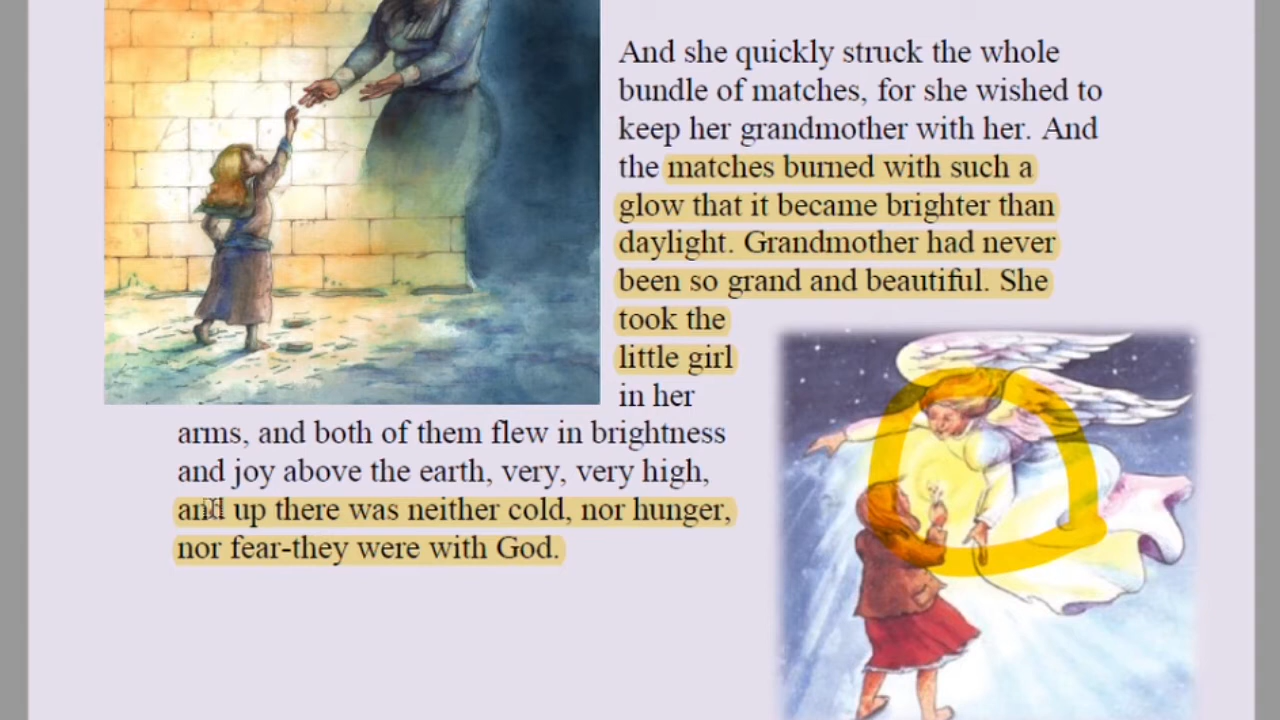 And she quickly struck the whole
bundle of matches, for she wished to
keep her grandmother with her. And
the matches burned with such a
glow that it became brighter than
daylight. Grandmother had never
been so grand and beautiful. She
took the
little girl
in her
arms, and both of them flew in brightness
and joy above the earth, very, very high,
and up there was neither cold, nor hunger,
nor fear-they were with God.